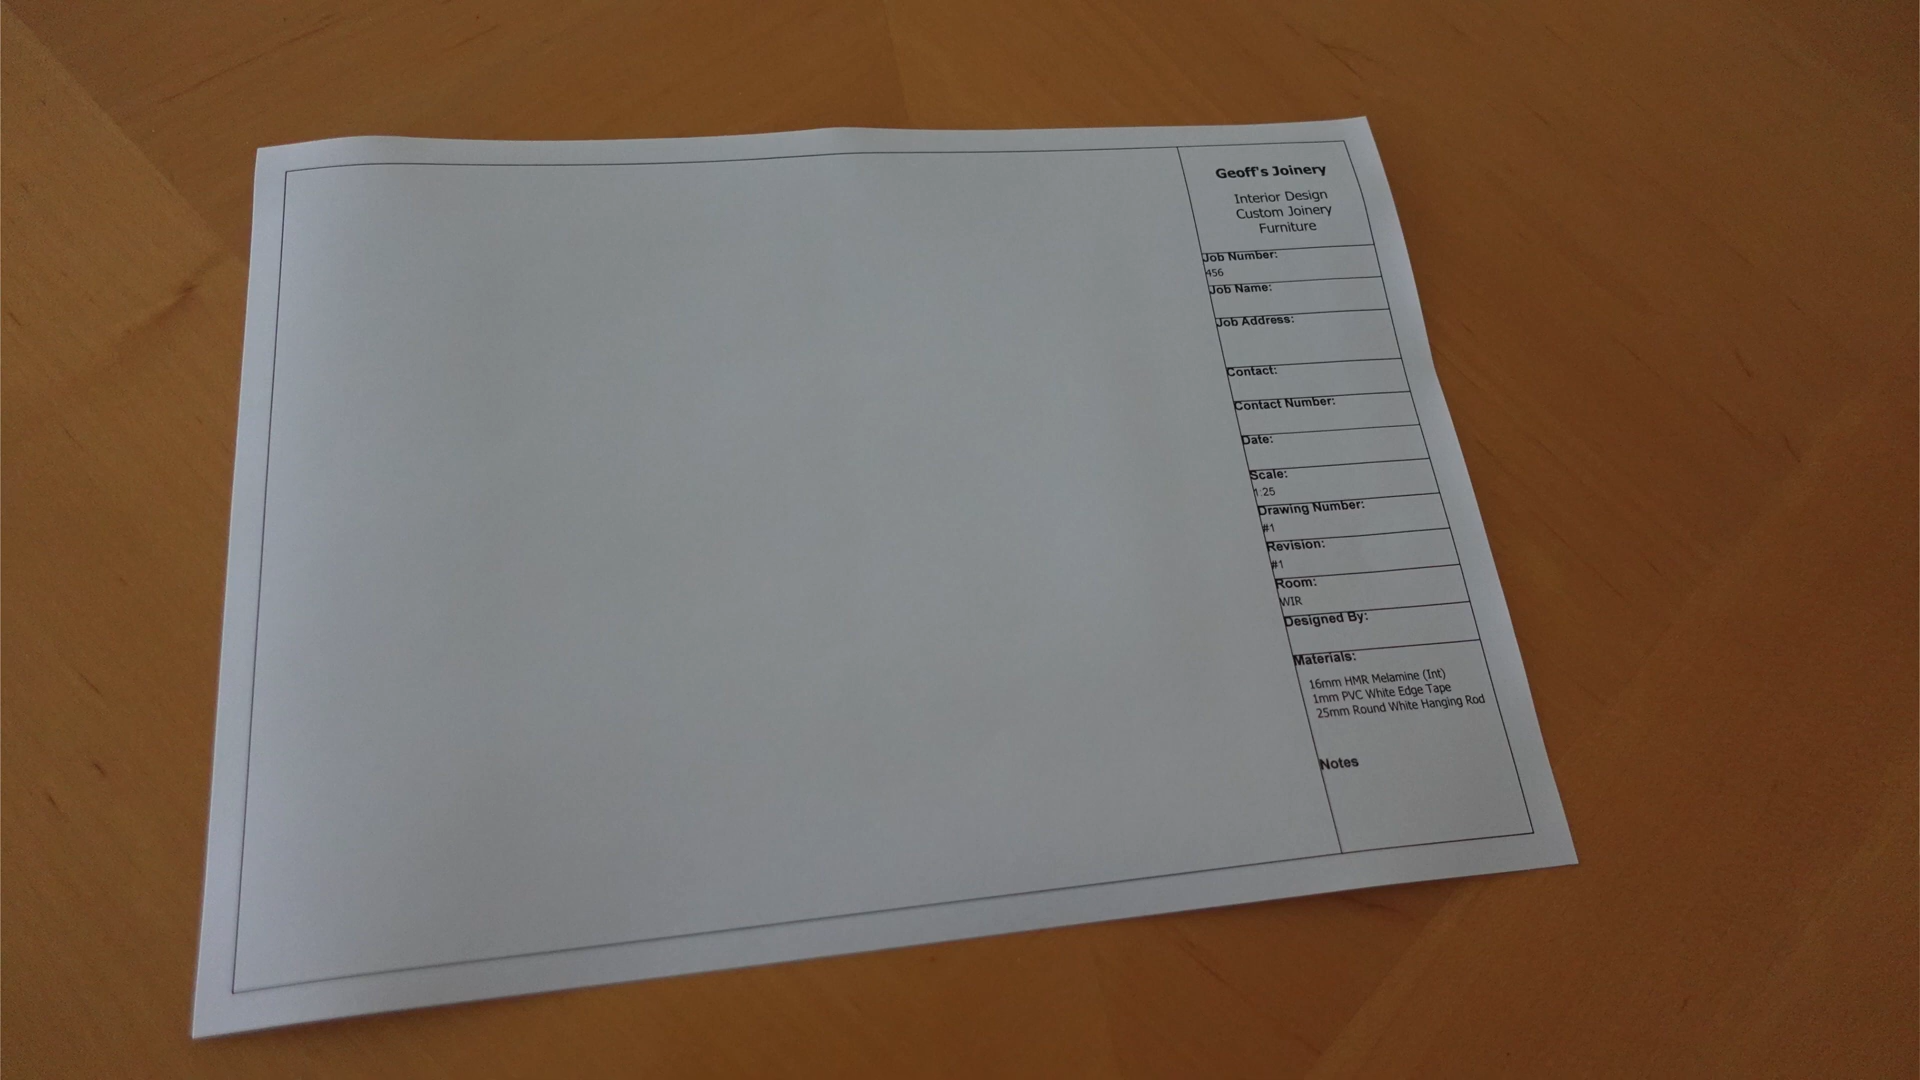 Geoff's Joinery
Interior Design
Custom Joinery
Furniture
Job Number:
456
Job Name:
Job Address:
Contact:
Contact Number:
Date:
Scale:
1:25
Drawing Number:
#1
Revision:
#1
Room:
WIR
Designed By:
Materials:
16mm HMR Melamine (Int)
1mm PVC White Edge Tape
25mm Round White Hanging Rod
Notes